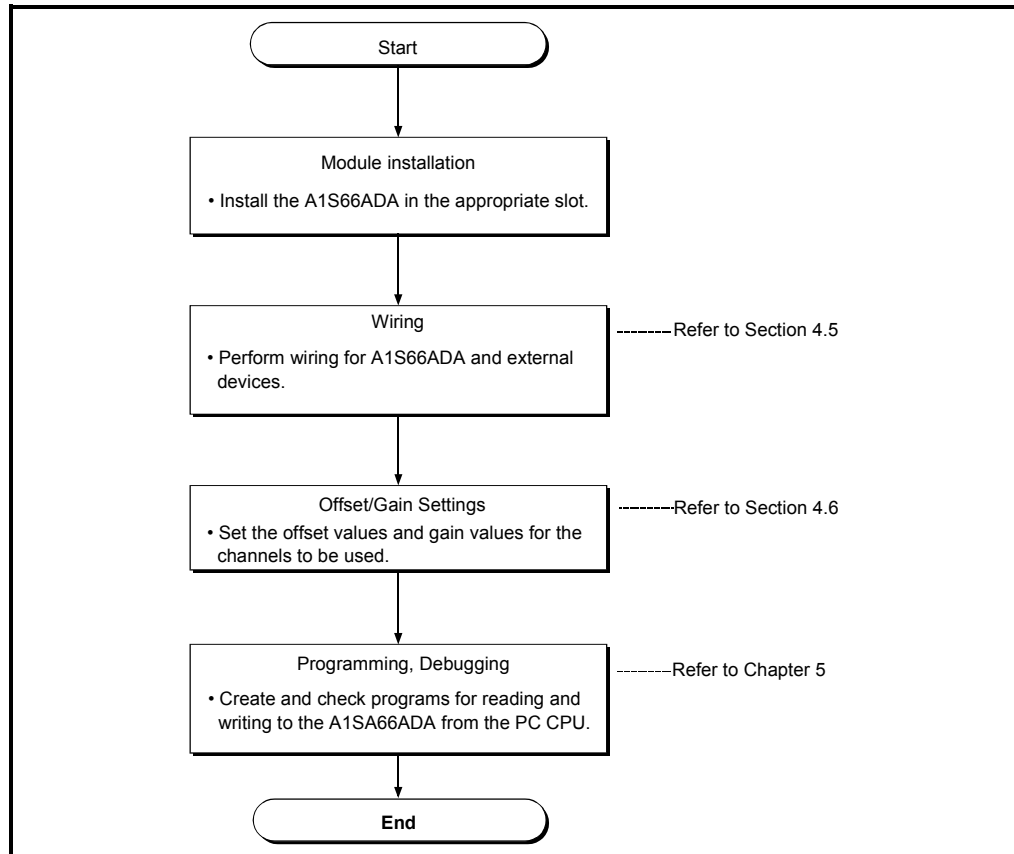 Start
Module installation
• Install the A1S66ADA in the appropriate slot.
Wiring
Refer to Section 4.5
• Perform wiring for A1S66ADA and external
devices.
Offset/Gain Settings
Refer to Section 4.6
• Set the offset values and gain values for the
channels to be used.
Programming, Debugging
Refer to Chapter 5
• Create and check programs for reading and
writing to the A1SA66ADA from the PC CPU.
End